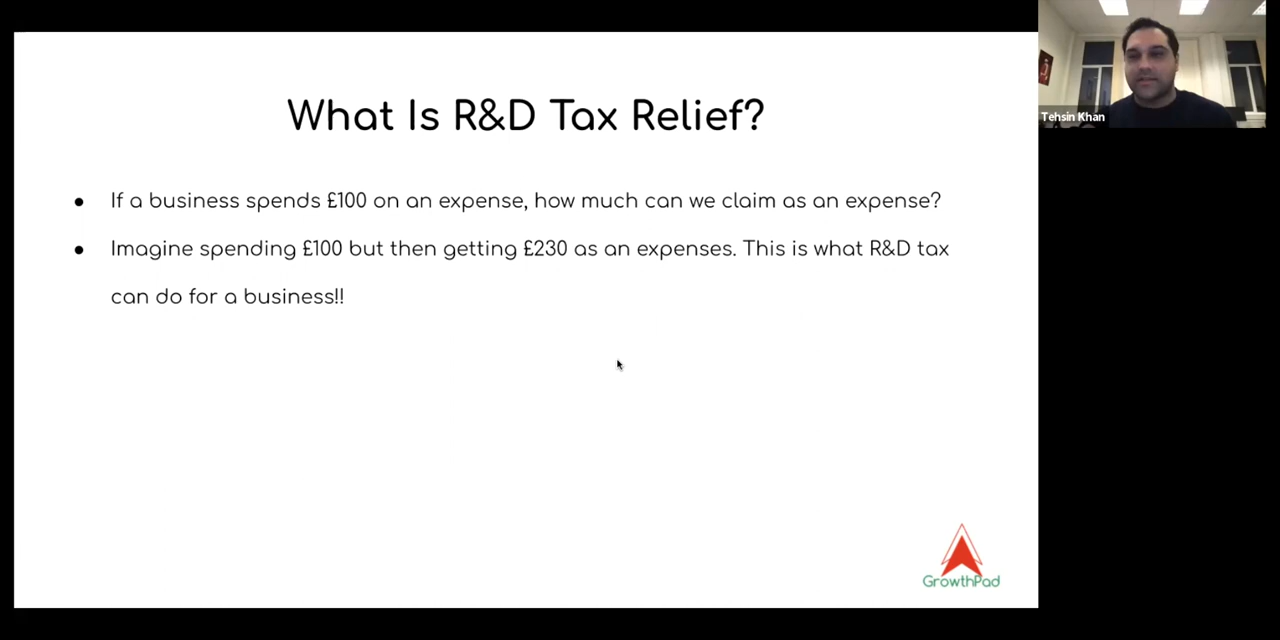 What Is R&D Tax Relief?
● If a business spends £100 on an expense, how much can we claim as an expense?
● Imagine spending £100 but then getting £230 as an expenses. This is what R&D tax
can do for a business!!
GrowthPad
Tehsin Khan